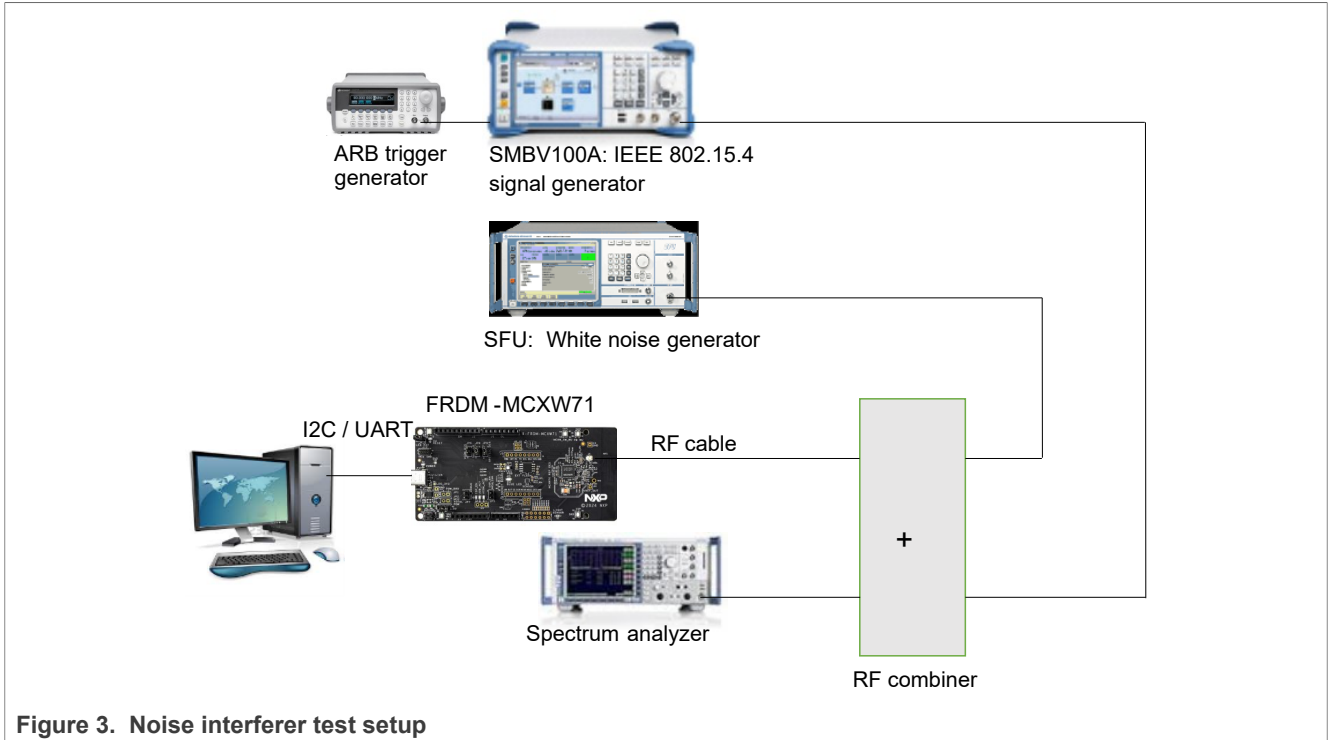 ARB trigger
generator
SMBV100A: IEEE 802.15.4
signal generator
SFU: White noise generator
FRDM -MCXW71
I2C / UART
RF cable
NXP
+
Spectrum analyzer
RF combiner
Figure 3. Noise interferer test setup